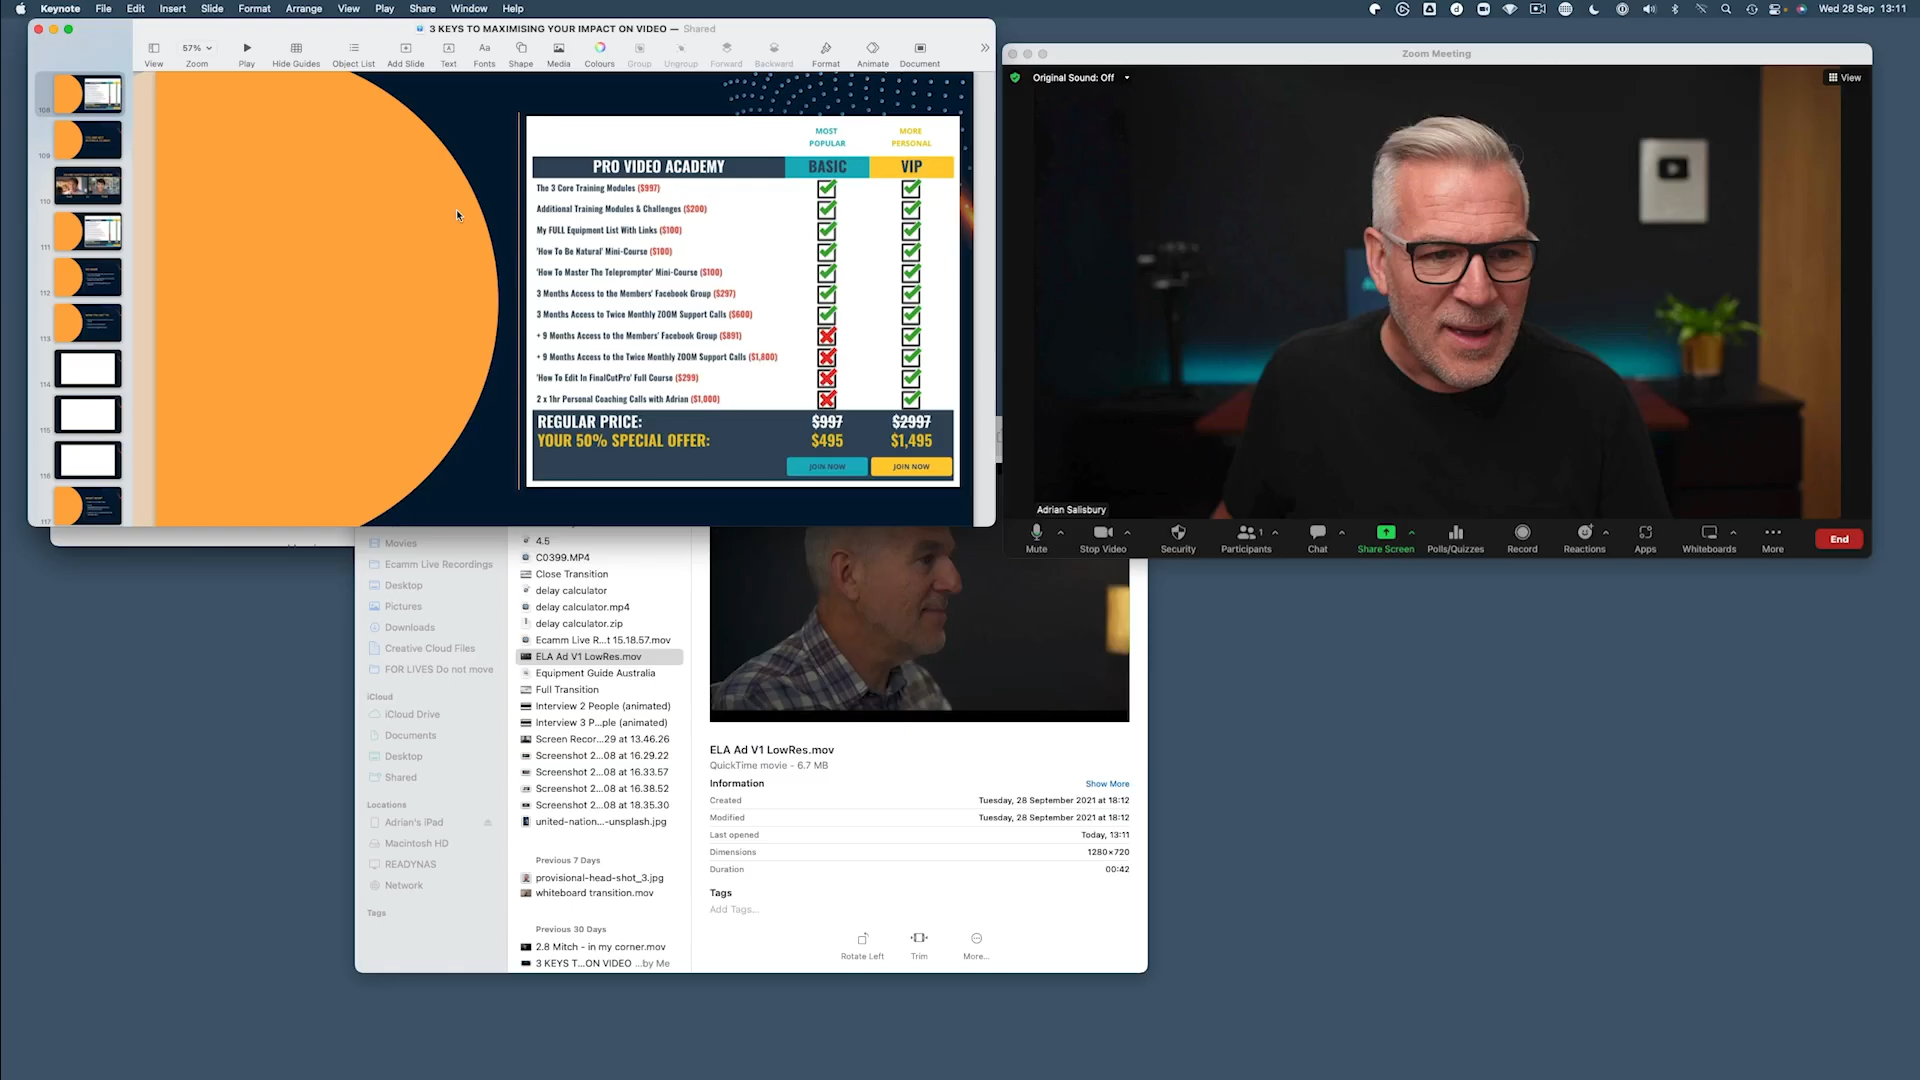 Keynote File Edit Insert Slide Format Arrange View Play Share Window Help
Wed 28 Sep 13:11
3 KEYS TO MAXIMISING YOUR IMPACT ON VIDEO — Shared
57%
View Zoom Play Hide Guides Object List Add Slide Text Fonts Shape Media Colours Group Ungroup Forward Backward Format Animate Document
108
109
110
111
112
113
114
115
116
117
MOST POPULAR
MORE PERSONAL
PRO VIDEO ACADEMY BASIC VIP
The 3 Core Training Modules ($997)
Additional Training Modules & Challenges ($200)
My FULL Equipment List With Links ($100)
'How To Be Natural' Mini-Course ($100)
'How To Master The Teleprompter' Mini-Course ($100)
3 Months Access to the Members' Facebook Group ($297)
3 Months Access to Twice Monthly ZOOM Support Calls ($600)
+ 9 Months Access to the Members' Facebook Group ($891)
+ 9 Months Access to the Twice Monthly ZOOM Support Calls ($1,800)
'How To Edit In FinalCutPro' Full Course ($299)
2 x 1hr Personal Coaching Calls with Adrian ($1,000)
REGULAR PRICE: $997 $2997
YOUR 50% SPECIAL OFFER: $495 $1,495
JOIN NOW JOIN NOW
Zoom Meeting
Original Sound: Off
View
Adrian Salisbury
Mute Stop Video Security Participants 1 Chat Share Screen Polls/Quizzes Record Reactions Apps Whiteboards More End
Movies
Ecamm Live Recordings
Desktop
Pictures
Downloads
Creative Cloud Files
FOR LIVES Do not move
iCloud
iCloud Drive
Documents
Desktop
Shared
Locations
Adrian's iPad
Macintosh HD
READYNAS
Network
Tags
4.5
C0399.MP4
Close Transition
delay calculator
delay calculator.mp4
delay calculator.zip
Ecamm Live R...t 15.18.57.mov
ELA Ad V1 LowRes.mov
Equipment Guide Australia
Full Transition
Interview 2 People (animated)
Interview 3 P...ple (animated)
Screen Recor...29 at 13.46.26
Screenshot 2...08 at 16.29.22
Screenshot 2...08 at 16.33.57
Screenshot 2...08 at 16.38.52
Screenshot 2...08 at 18.35.30
united-nation...-unsplash.jpg
Previous 7 Days
provisional-head-shot_3.jpg
whiteboard transition.mov
Previous 30 Days
2.8 Mitch - in my corner.mov
3 KEYS T...ON VIDEO ...by Me
ELA Ad V1 LowRes.mov
QuickTime movie - 6.7 MB
Information Show More
Created Tuesday, 28 September 2021 at 18:12
Modified Tuesday, 28 September 2021 at 18:12
Last opened Today, 13:11
Dimensions 1280×720
Duration 00:42
Tags
Add Tags...
Rotate Left Trim More...